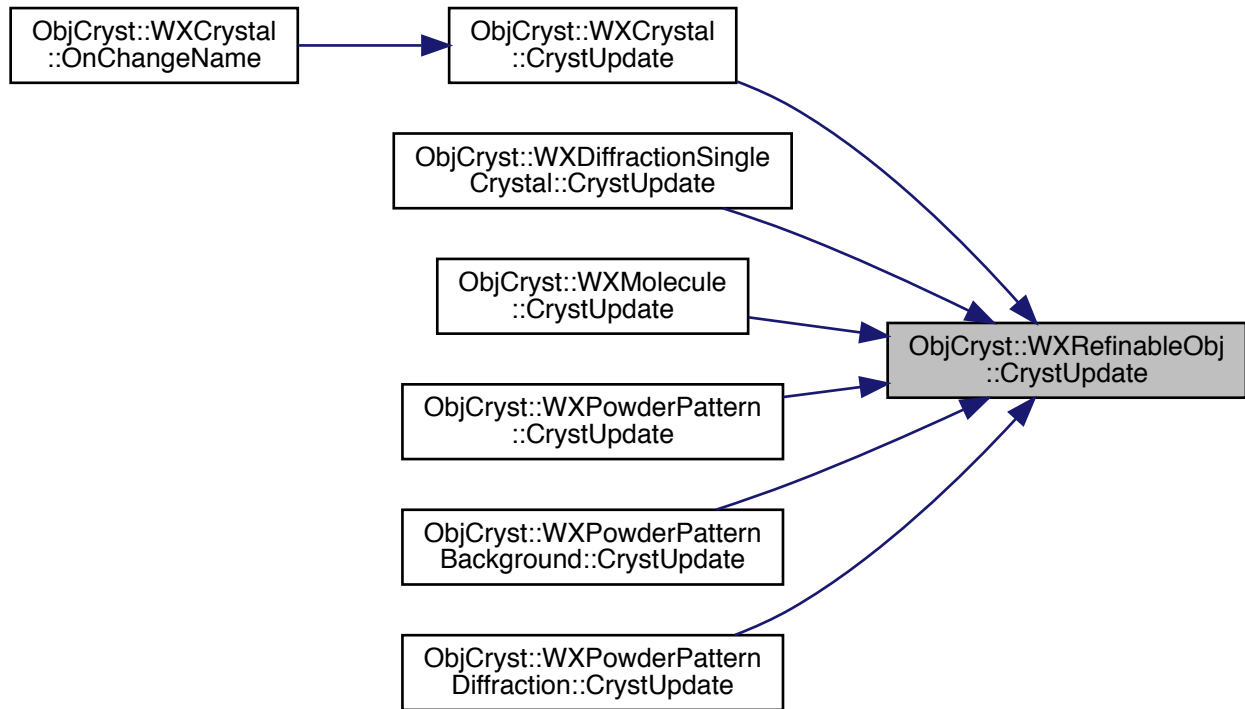 ObjCryst::WXCrystal
::OnChangeName
ObjCryst::WXCrystal
::CrystUpdate
ObjCryst::WXDiffractionSingle
Crystal::CrystUpdate
ObjCryst::WXMolecule
::CrystUpdate
ObjCryst::WXRefinableObj
::CrystUpdate
ObjCryst::WXPowderPattern
::CrystUpdate
ObjCryst::WXPowderPattern
Background::CrystUpdate
ObjCryst::WXPowderPattern
Diffraction::CrystUpdate